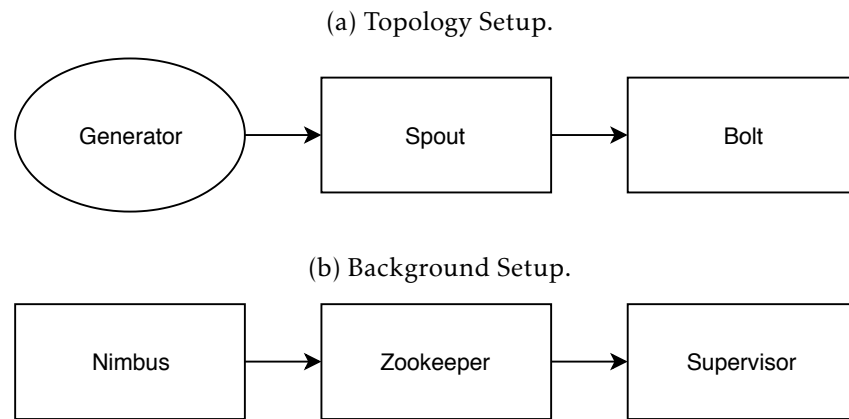 (a) Topology Setup.
Generator
Spout
Bolt
(b) Background Setup.
Nimbus
Zookeeper
Supervisor